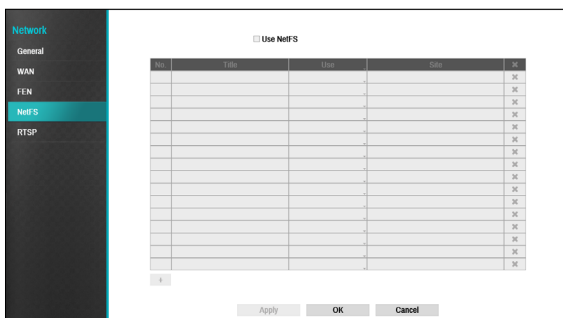 Network
General
WAN
FEN
NetFS
RTSP
Use NetFS
No. Title Use Site
+
Apply OK Cancel